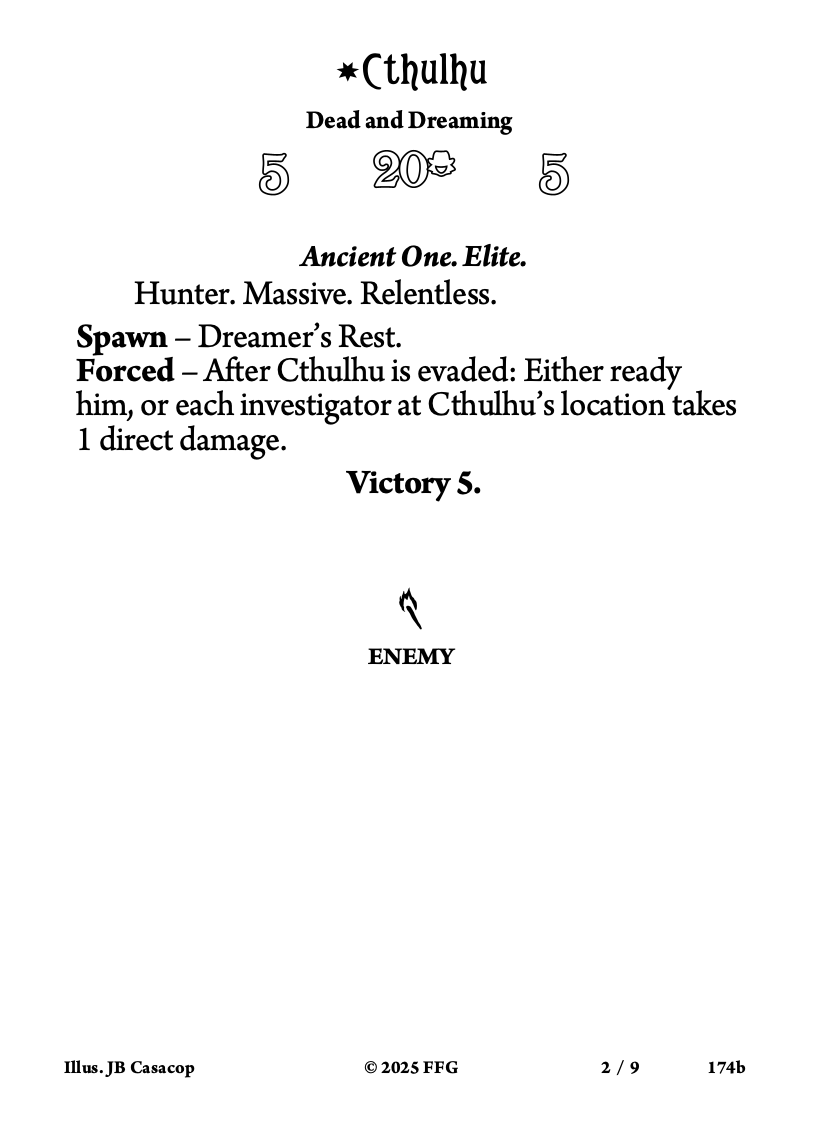 Cthulhu
Dead and Dreaming
5 20 5
Ancient One. Elite.
Hunter. Massive. Relentless.
Spawn – Dreamer’s Rest.
Forced – After Cthulhu is evaded: Either ready
him, or each investigator at Cthulhu’s location takes
1 direct damage.
Victory 5.
ENEMY
Illus. JB Casacop © 2025 FFG 2 / 9 174b